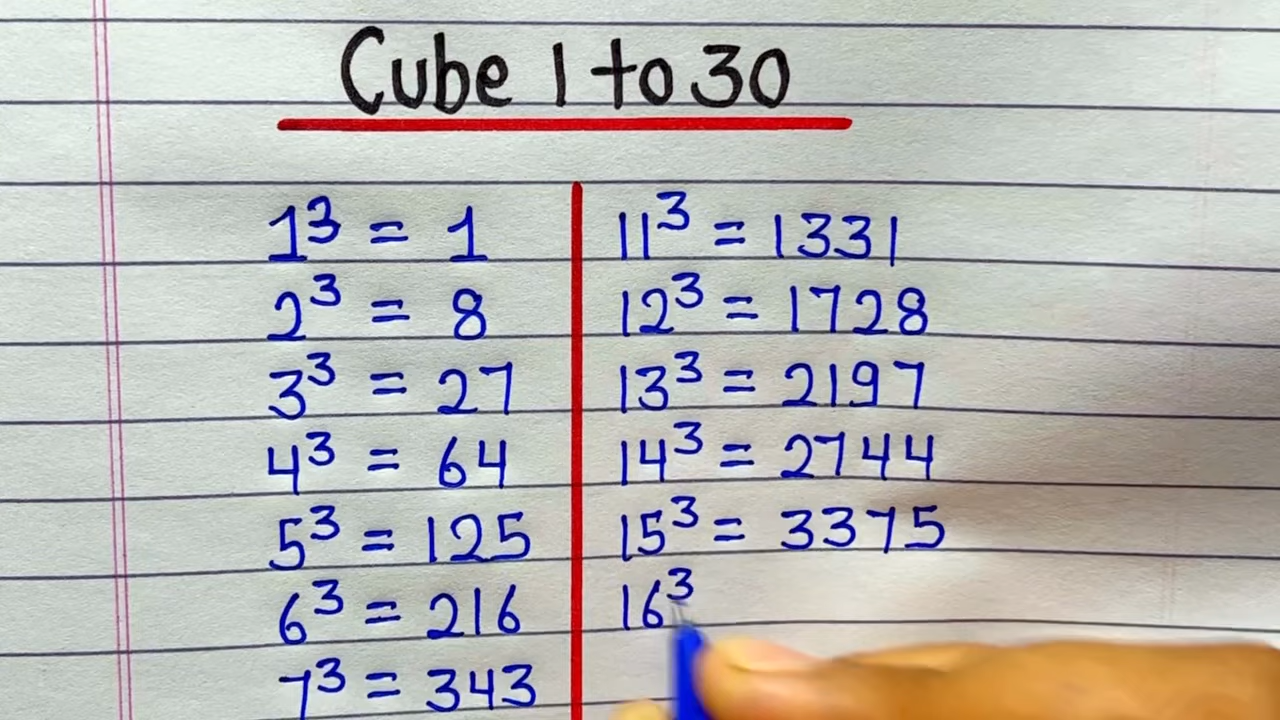 Cube 1 to 30
1³ = 1
2³ = 8
3³ = 27
4³ = 64
5³ = 125
6³ = 216
7³ = 343
11³ = 1331
12³ = 1728
13³ = 2197
14³ = 2744
15³ = 3375
16³